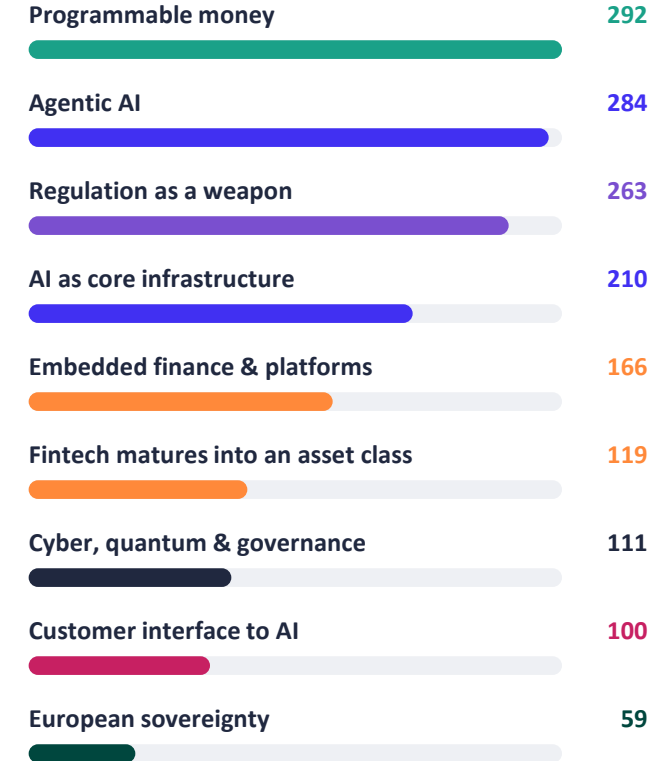 Programmable money 292
Agentic AI 284
Regulation as a weapon 263
AI as core infrastructure 210
Embedded finance & platforms 166
Fintech matures into an asset class 119
Cyber, quantum & governance 111
Customer interface to AI 100
European sovereignty 59